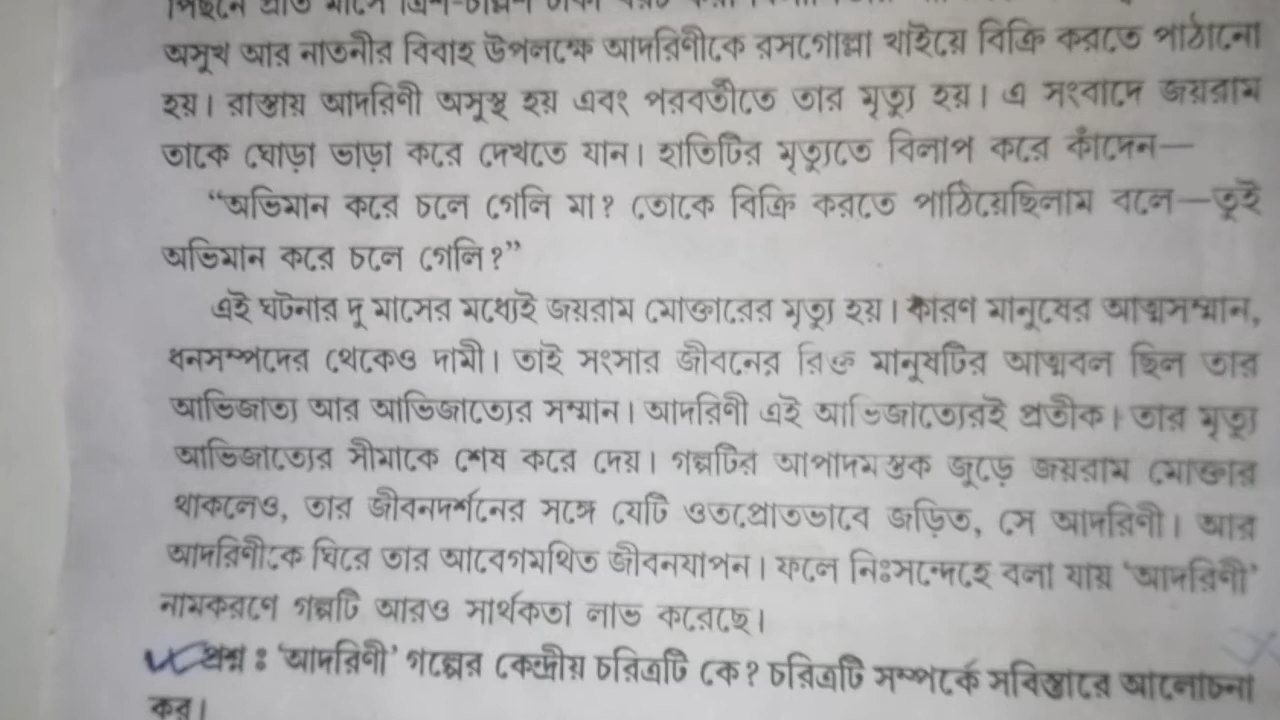 অসুখ আর নাতনীর বিবাহ উপলক্ষে আদরিণীকে রসগোল্লা খাইয়ে বিক্রি করতে পাঠানো
হয়। রাস্তায় আদরিণী অসুস্থ হয় এবং পরবর্তীতে তার মৃত্যু হয়। এ সংবাদে জয়রাম
তাকে ঘোড়া ভাড়া করে দেখতে যান। হাতিটির মৃত্যুতে বিলাপ করে কাঁদেন—
“অভিমান করে চলে গেলি মা? তোকে বিক্রি করতে পাঠিয়েছিলাম বলে—তুই
অভিমান করে চলে গেলি?”
এই ঘটনার দু মাসের মধ্যেই জয়রাম মোক্তারের মৃত্যু হয়। কারণ মানুষের আত্মসম্মান,
ধনসম্পদের থেকেও দামী। তাই সংসার জীবনের রিক্ত মানুষটির আত্মবল ছিল তার
আভিজাত্য আর আভিজাত্যের সম্মান। আদরিণী এই আভিজাত্যেরই প্রতীক। তার মৃত্যু
আভিজাত্যের সীমাকে শেষ করে দেয়। গল্পটির আপাদমস্তক জুড়ে জয়রাম মোক্তার
থাকলেও, তার জীবনদর্শনের সঙ্গে যেটি ওতপ্রোতভাবে জড়িত, সে আদরিণী। আর
আদরিণীকে ঘিরে তার আবেগমথিত জীবনযাপন। ফলে নিঃসন্দেহে বলা যায় ‘আদরিণী’
নামকরণে গল্পটি আরও সার্থকতা লাভ করেছে।
প্রশ্ন : ‘আদরিণী’ গল্পের কেন্দ্রীয় চরিত্রটি কে? চরিত্রটি সম্পর্কে সবিস্তারে আলোচনা
কর।